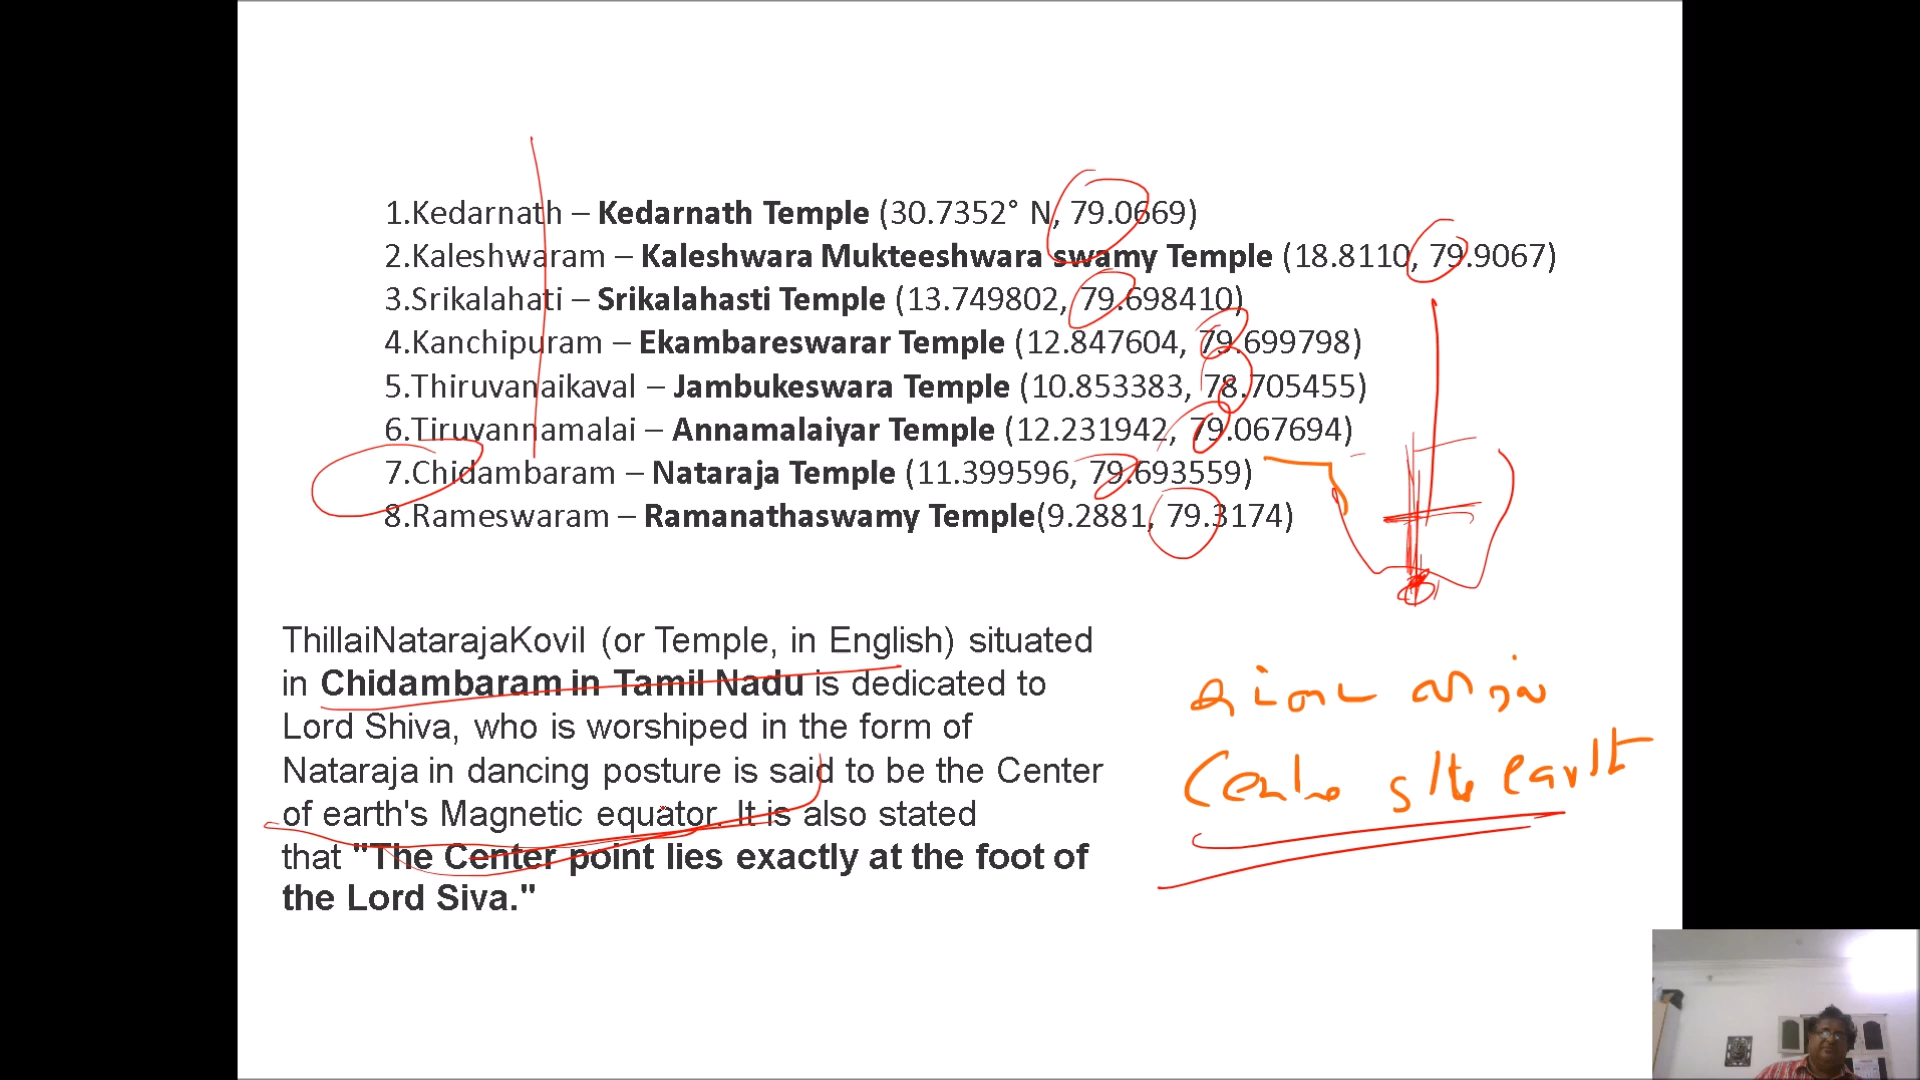 1.Kedarnath – Kedarnath Temple (30.7352° N, 79.0669)
2.Kaleshwaram – Kaleshwara Mukteeshwara swamy Temple (18.8110, 79.9067)
3.Srikalahati – Srikalahasti Temple (13.749802, 79.698410)
4.Kanchipuram – Ekambareswarar Temple (12.847604, 79.699798)
5.Thiruvanaikaval – Jambukeswara Temple (10.853383, 78.705455)
6.Tiruvannamalai – Annamalaiyar Temple (12.231942, 79.067694)
7.Chidambaram – Nataraja Temple (11.399596, 79.693559)
8.Rameswaram – Ramanathaswamy Temple(9.2881, 79.3174)
ThillaiNatarajaKovil (or Temple, in English) situated
in Chidambaram in Tamil Nadu is dedicated to
Lord Shiva, who is worshiped in the form of
Nataraja in dancing posture is said to be the Center
of earth's Magnetic equator. It is also stated
that "The Center point lies exactly at the foot of
the Lord Siva."
earth